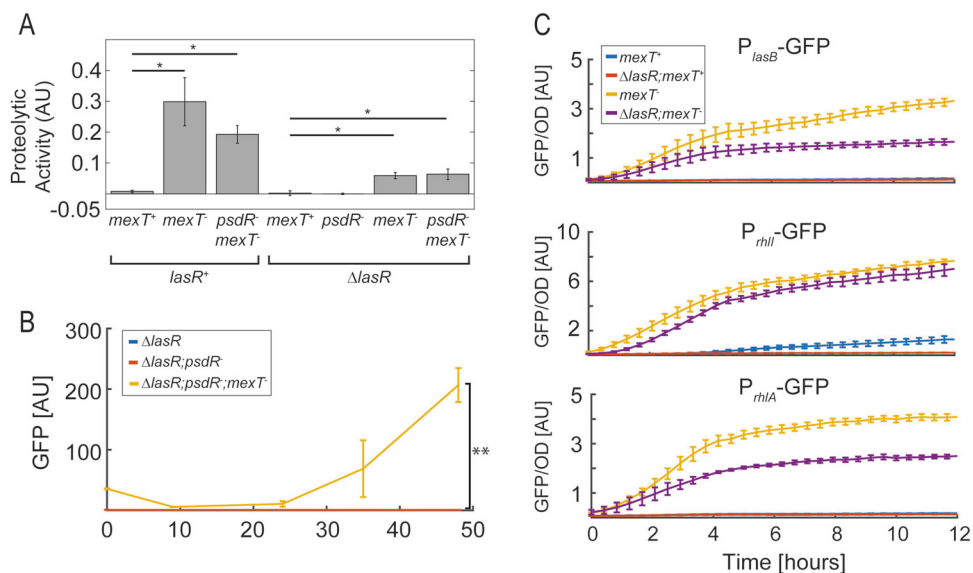 A
Proteolytic
Activity (AU)
0.4
0.3
0.2
0.1
-0.05
*
*
*
*
mexT⁺ mexT⁻ psdR⁻ mexT⁺ psdR⁻ mexT⁻ psdR⁻
mexT⁻ mexT⁻
lasR⁺ ΔlasR
B
GFP [AU]
300
200
100
ΔlasR
ΔlasR;psdR⁻
ΔlasR;psdR⁻;mexT⁻
**
0 10 20 30 40 50
C
PlasB-GFP
mexT⁺
ΔlasR;mexT⁺
mexT⁻
ΔlasR;mexT⁻
GFP/OD [AU]
5
3
1
PrhlI-GFP
GFP/OD [AU]
10
6
2
PrhlA-GFP
GFP/OD [AU]
5
3
1
0 2 4 6 8 10 12
Time [hours]